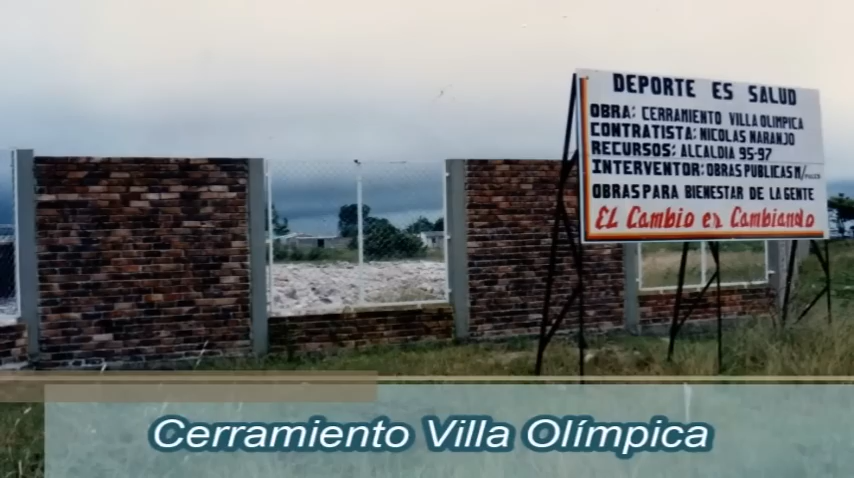 DEPORTE ES SALUD
OBRA: CERRAMIENTO VILLA OLIMPICA
CONTRATISTA: NICOLAS NARANJO
RECURSOS: ALCALDIA 95-97
INTERVENTOR: OBRAS PUBLICAS M/PALES
OBRAS PARA BIENESTAR DE LA GENTE
El Cambio es Cambiando
Cerramiento Villa Olímpica